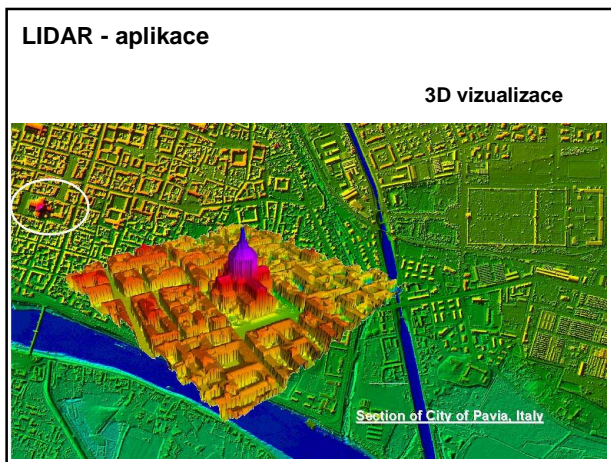 LIDAR - aplikace
3D vizualizace
Section of City of Pavia, Italy